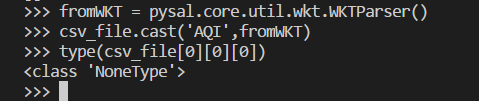 >>> fromWKT = pysal.core.util.wkt.WKTParser()
>>> csv_file.cast('AQI',fromWKT)
>>> type(csv_file[0][0][0])
<class 'NoneType'>
>>>